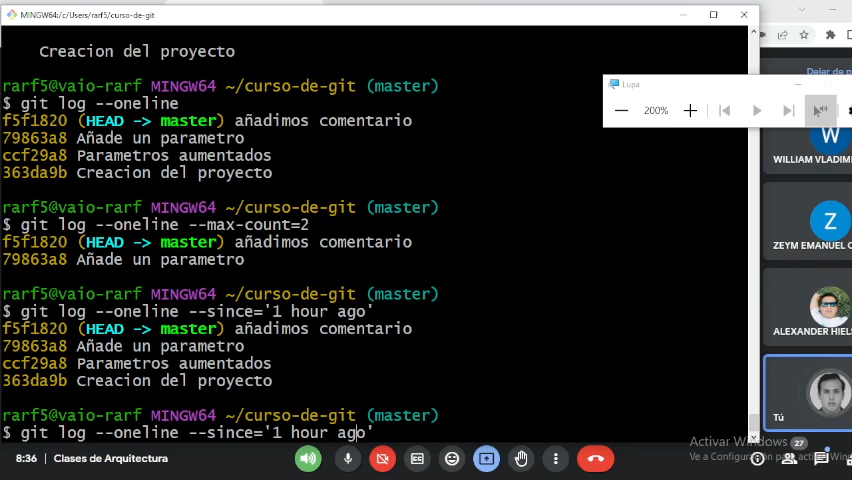 MINGW64:/c/Users/rarf5/curso-de-git
Creacion del proyecto
rarf5@vaio-rarf MINGW64 ~/curso-de-git (master)
$ git log --oneline
f5f1820 (HEAD -> master) añadimos comentario
79863a8 Añade un parametro
ccf29a8 Parametros aumentados
363da9b Creacion del proyecto
rarf5@vaio-rarf MINGW64 ~/curso-de-git (master)
$ git log --oneline --max-count=2
f5f1820 (HEAD -> master) añadimos comentario
79863a8 Añade un parametro
rarf5@vaio-rarf MINGW64 ~/curso-de-git (master)
$ git log --oneline --since='1 hour ago'
f5f1820 (HEAD -> master) añadimos comentario
79863a8 Añade un parametro
ccf29a8 Parametros aumentados
363da9b Creacion del proyecto
rarf5@vaio-rarf MINGW64 ~/curso-de-git (master)
$ git log --oneline --since='1 hour ago'
Dejar de
Lupa
200%
W
WILLIAM VLADIMI
Z
ZEYM EMANUEL
ALEXANDER HIELS
Tú
Activar Windows
Ve a Configuración
8:36
Clases de Arquitectura
CC
27